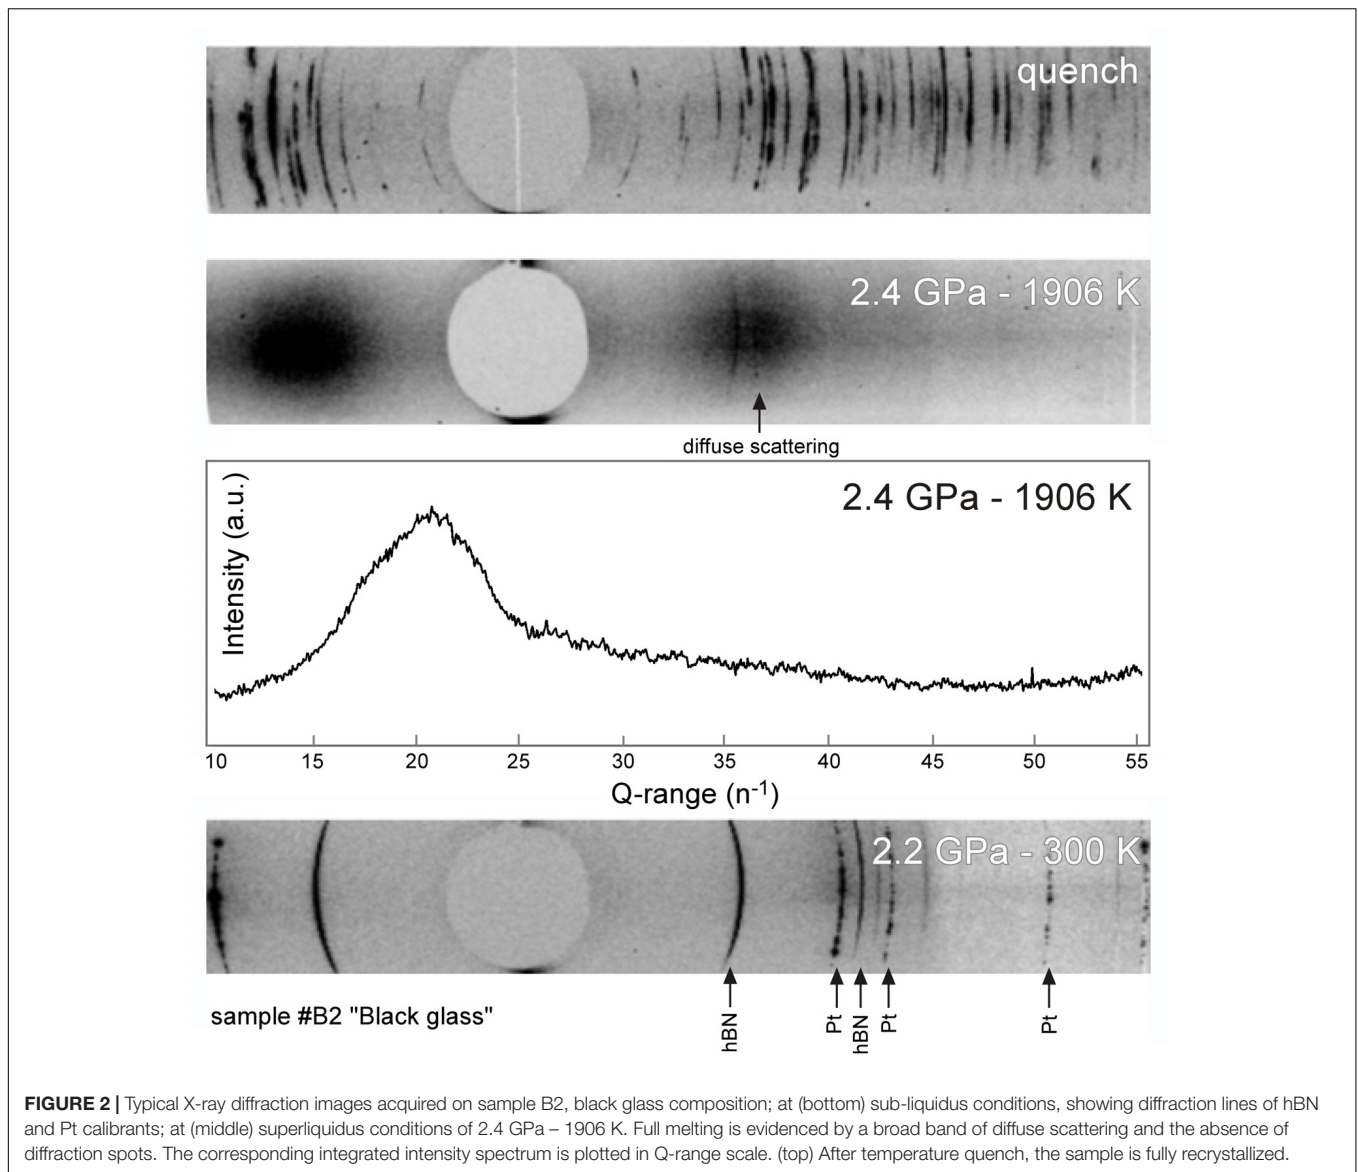 quench
2.4 GPa - 1906 K
diffuse scattering
Intensity (a.u.)
2.4 GPa - 1906 K
10 15 20 25 30 35 40 45 50 55
Q-range (n-1)
2.2 GPa - 300 K
hBN
Pt
hBN
Pt
Pt
sample #B2 "Black glass"
FIGURE 2 | Typical X-ray diffraction images acquired on sample B2, black glass composition; at (bottom) sub-liquidus conditions, showing diffraction lines of hBN
and Pt calibrants; at (middle) superliquidus conditions of 2.4 GPa – 1906 K. Full melting is evidenced by a broad band of diffuse scattering and the absence of
diffraction spots. The corresponding integrated intensity spectrum is plotted in Q-range scale. (top) After temperature quench, the sample is fully recrystallized.